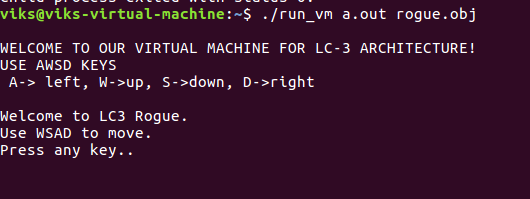 child process exited with status 0.
viks@viks-virtual-machine:~$ ./run_vm a.out rogue.obj
WELCOME TO OUR VIRTUAL MACHINE FOR LC-3 ARCHITECTURE!
USE AWSD KEYS
A-> left, W->up, S->down, D->right
Welcome to LC3 Rogue.
Use WSAD to move.
Press any key..